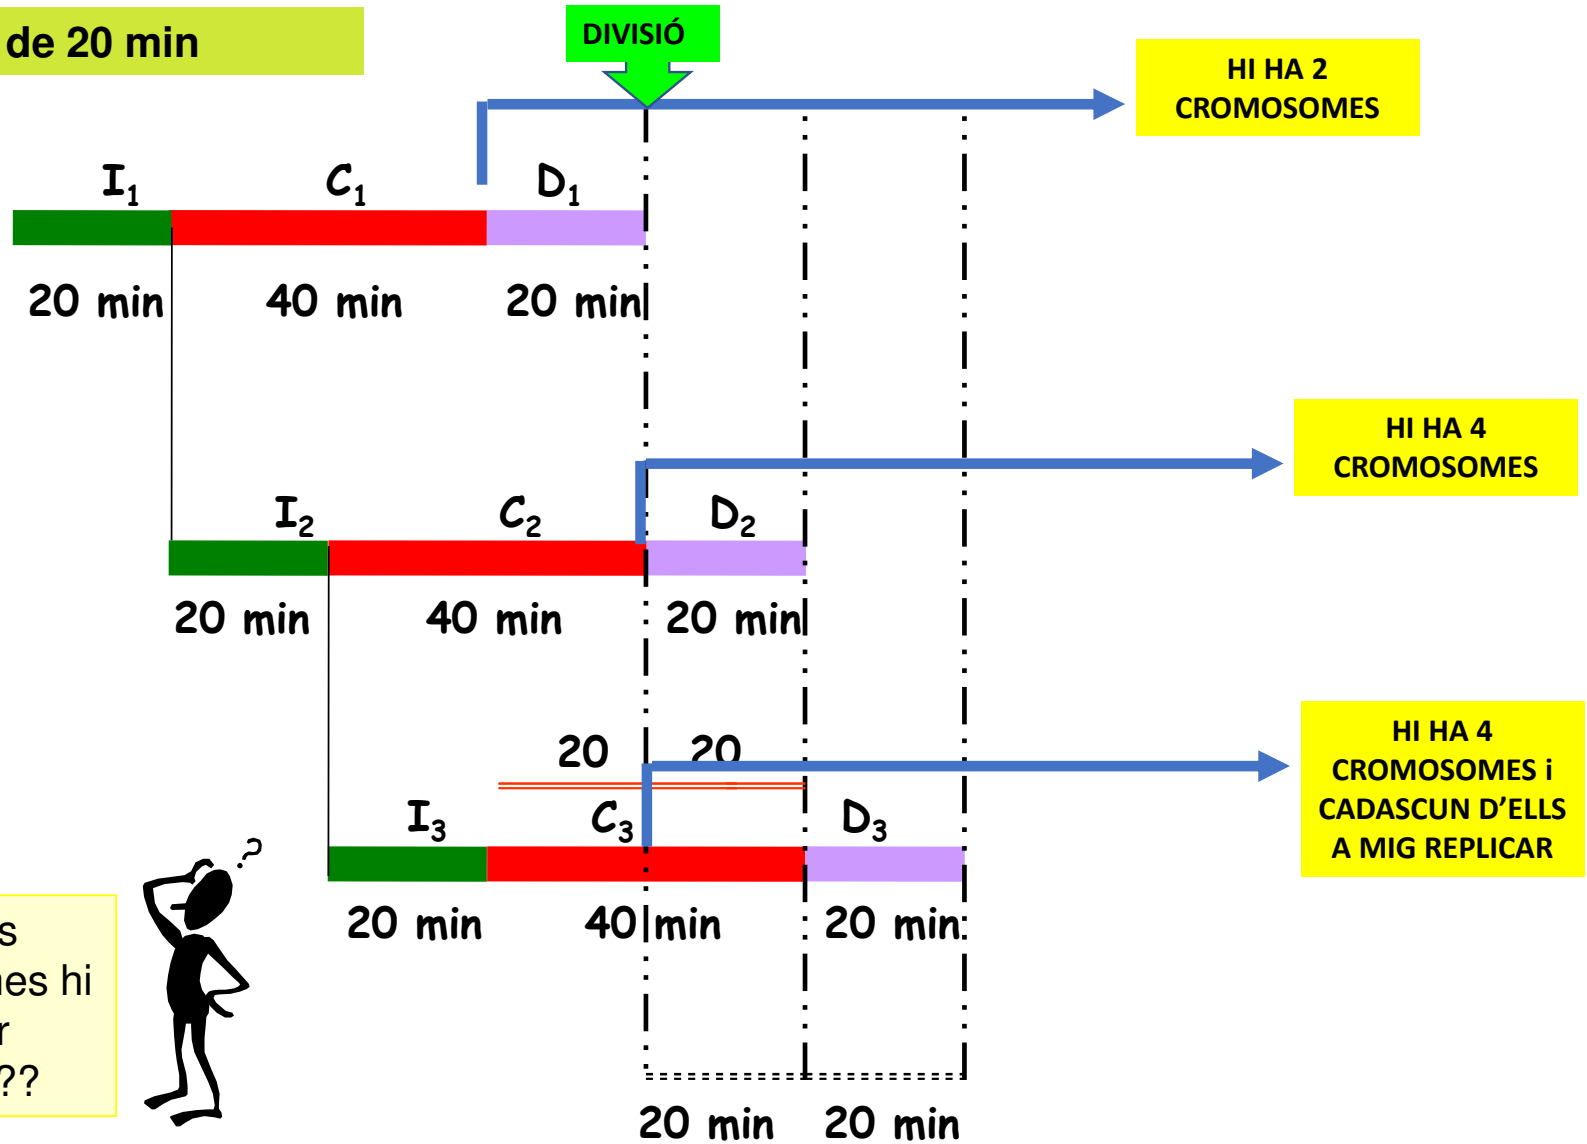 de 20 min
DIVISIÓ
HI HA 2
CROMOSOMES
I1 C1 D1
20 min 40 min 20 min
HI HA 4
CROMOSOMES
I2 C2 D2
20 min 40 min 20 min
20 20
HI HA 4
CROMOSOMES i
CADASCUN D'ELLS
A MIG REPLICAR
I3 C3 D3
20 min 40 min 20 min
?
s
nes hi
r
??
20 min 20 min